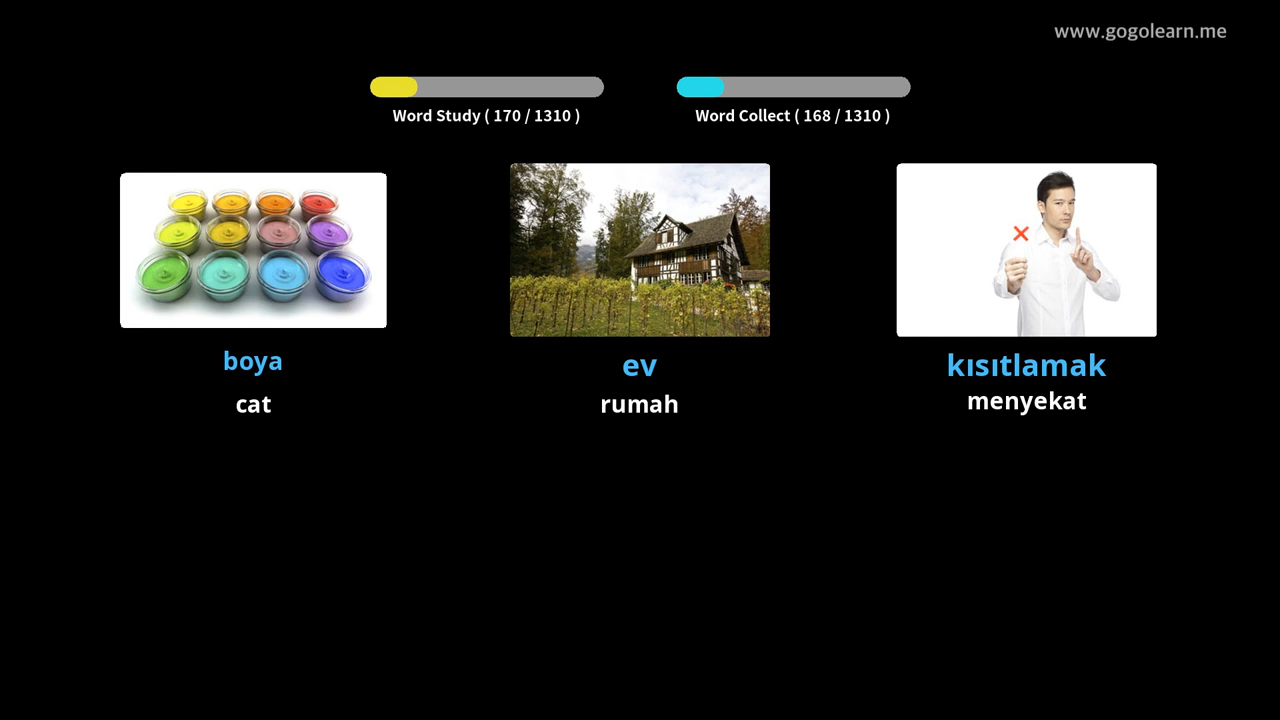 www.gogolearn.me
Word Study ( 170 / 1310 )
Word Collect ( 168 / 1310 )
boya
cat
ev
rumah
kısıtlamak
menyekat